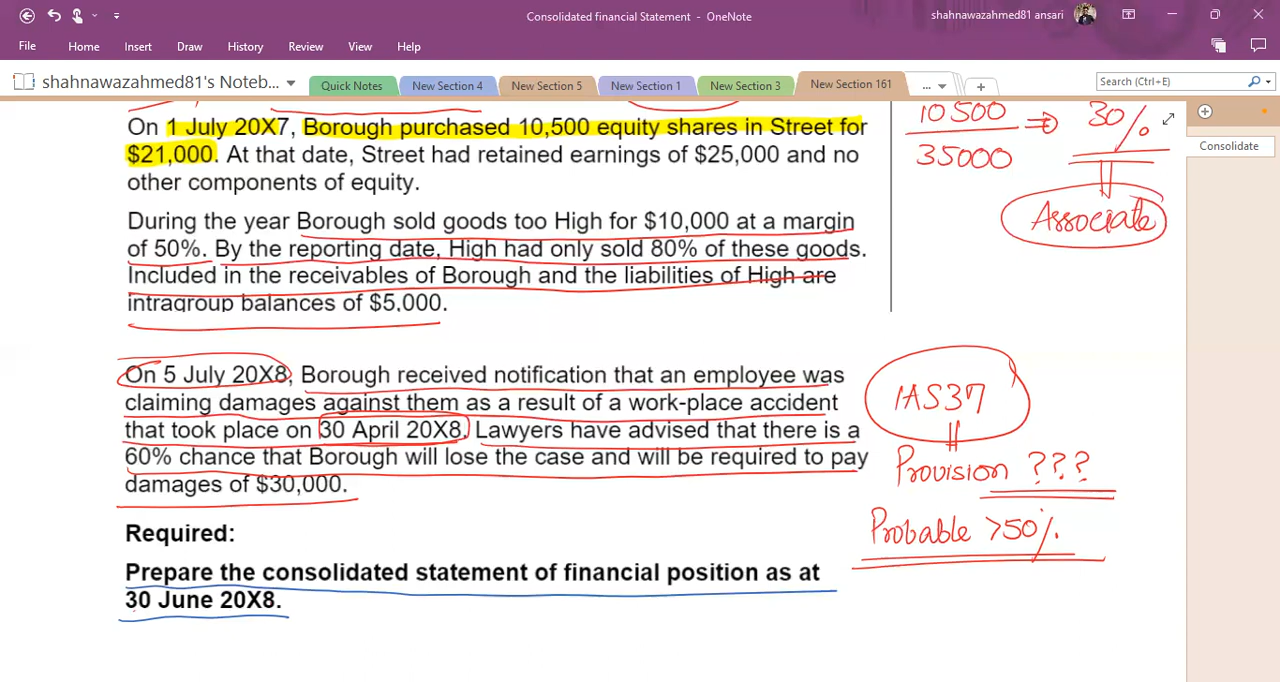 Consolidated financial Statement - OneNote
shahnawazahmed81 ansari
File Home Insert Draw History Review View Help
shahnawazahmed81's Noteb...
Quick Notes
New Section 4
New Section 5
New Section 1
New Section 3
New Section 161
...
Search (Ctrl+E)
Consolidate
On 1 July 20X7, Borough purchased 10,500 equity shares in Street for
$21,000. At that date, Street had retained earnings of $25,000 and no
other components of equity.
10500
35000
⇒ 30%
Associate
During the year Borough sold goods too High for $10,000 at a margin
of 50%. By the reporting date, High had only sold 80% of these goods.
Included in the receivables of Borough and the liabilities of High are
intragroup balances of $5,000.
On 5 July 20X8, Borough received notification that an employee was
claiming damages against them as a result of a work-place accident
that took place on 30 April 20X8. Lawyers have advised that there is a
60% chance that Borough will lose the case and will be required to pay
damages of $30,000.
IAS37
Provision ???
Probable >50%
Required:
Prepare the consolidated statement of financial position as at
30 June 20X8.